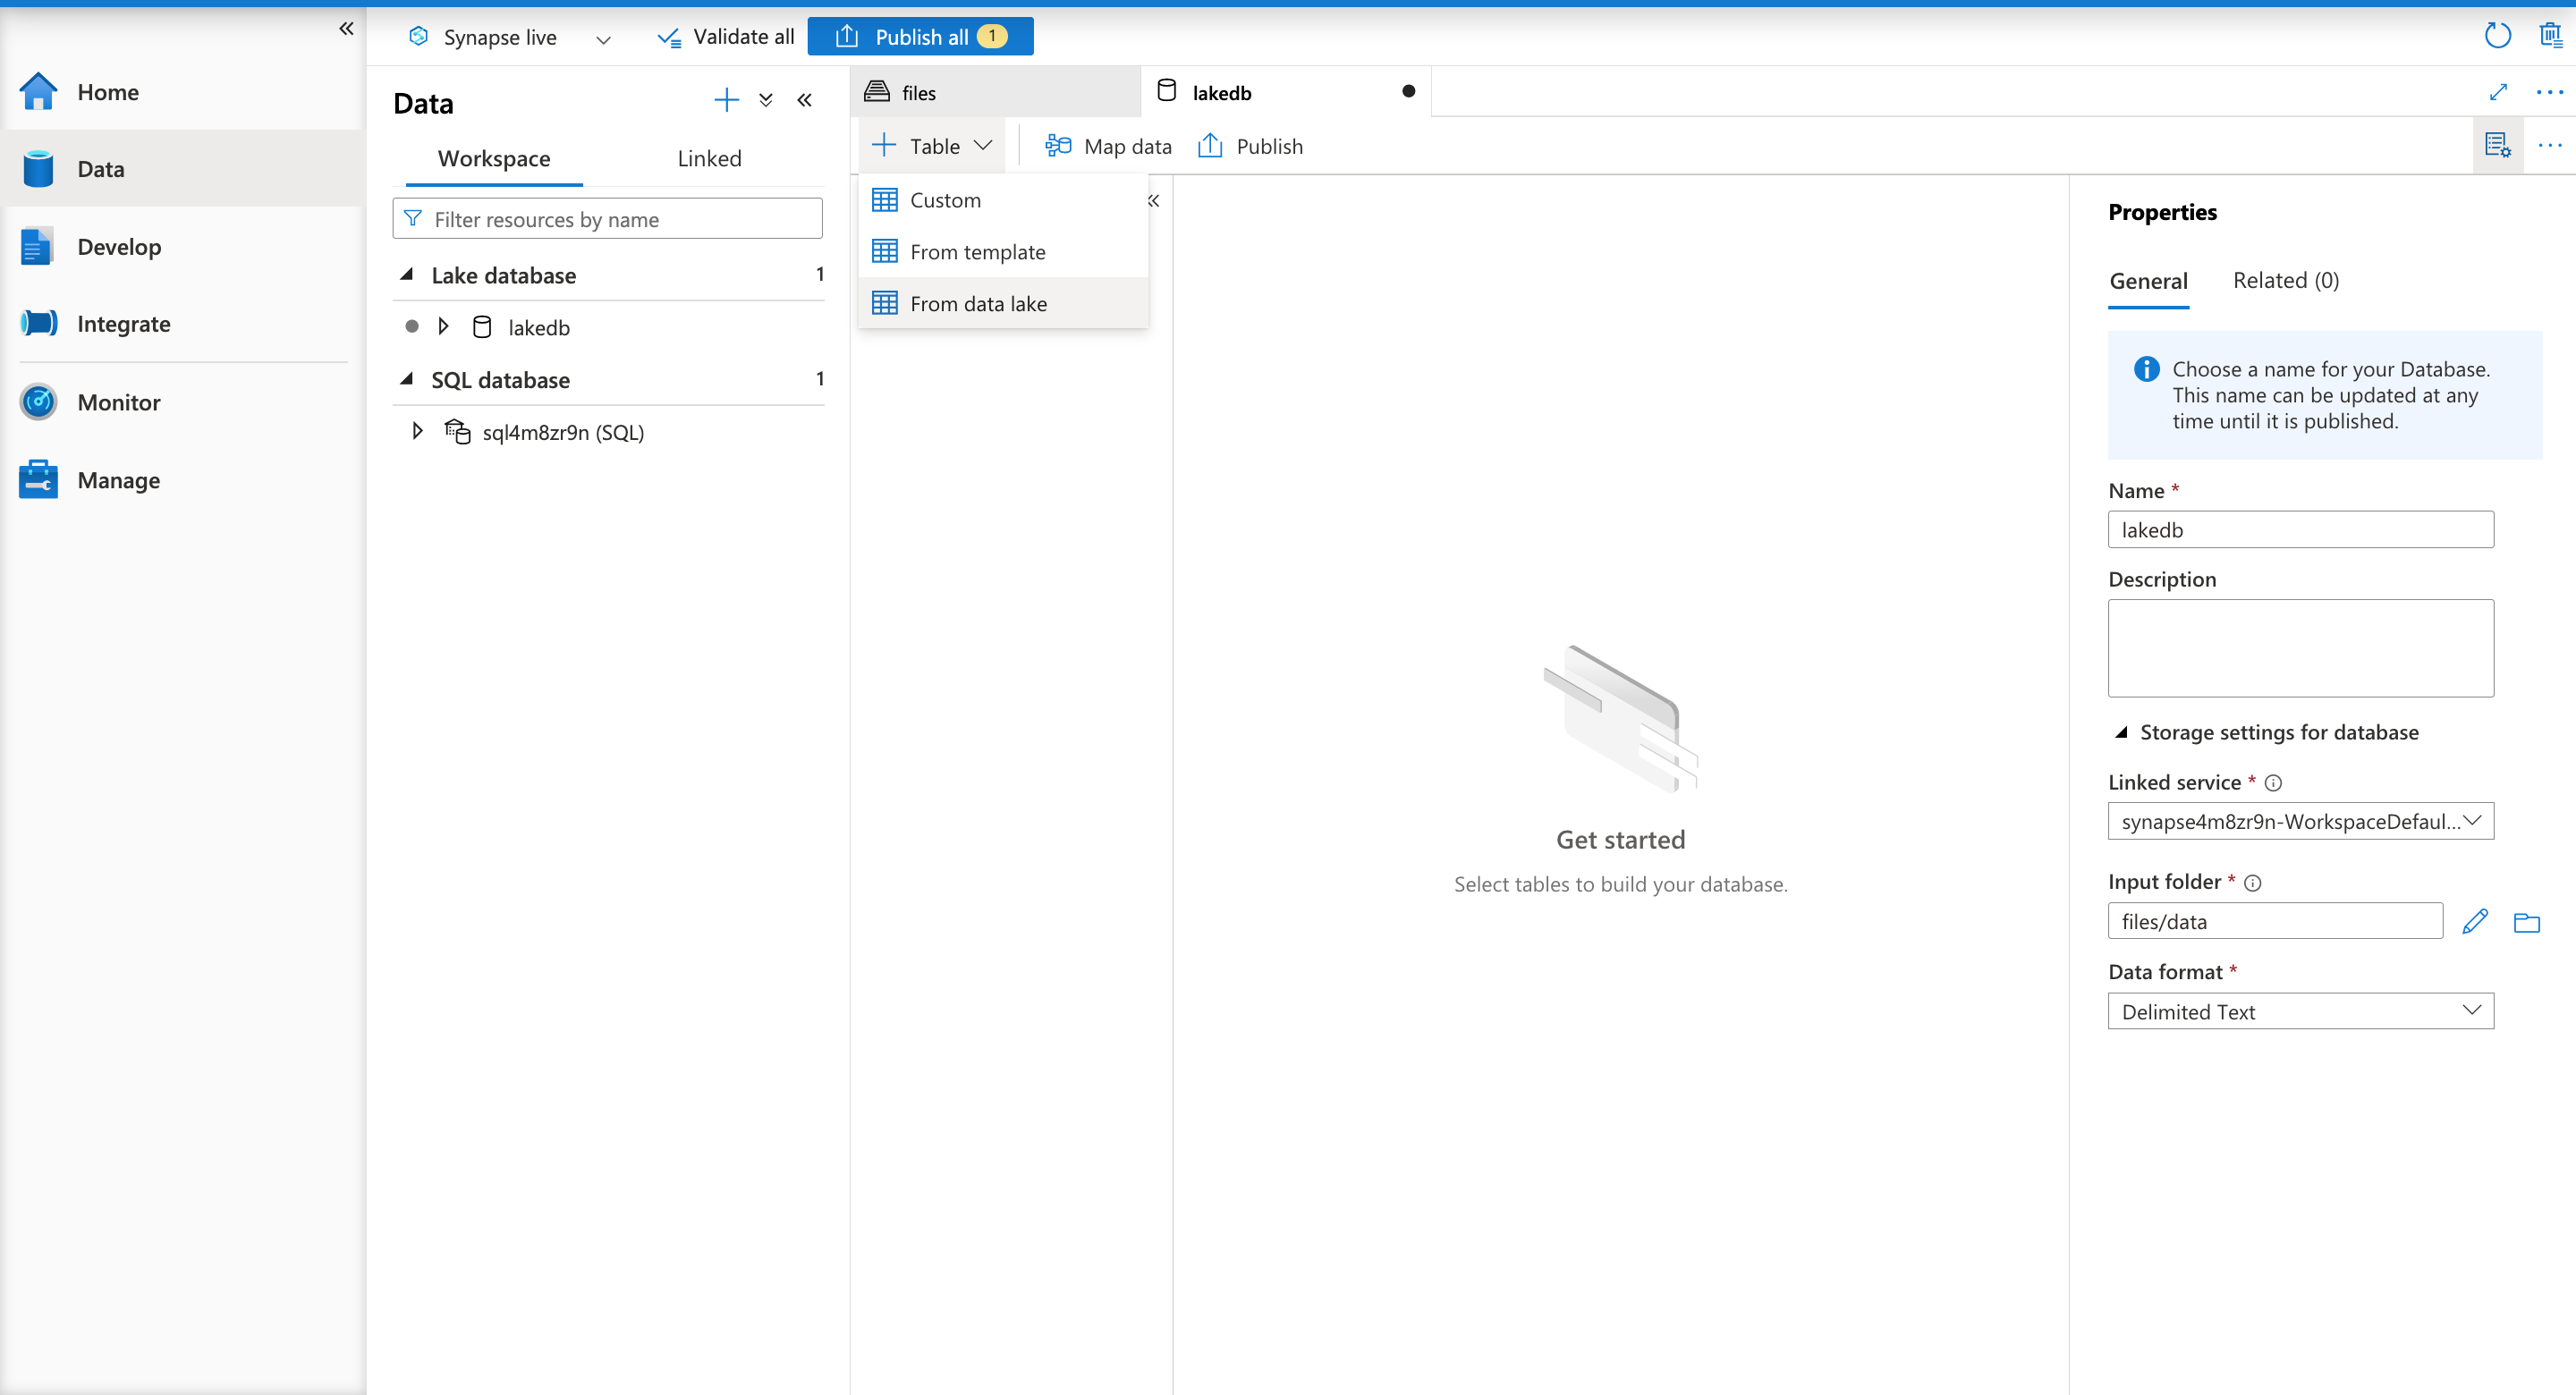 Synapse live
Validate all
Publish all 1
Home
Data
Develop
Integrate
Monitor
Manage
Data
Workspace
Linked
Filter resources by name
Lake database 1
lakedb
SQL database 1
sql4m8zr9n (SQL)
files
lakedb
Table
Map data
Publish
Custom
From template
From data lake
Get started
Select tables to build your database.
Properties
General
Related (0)
Choose a name for your Database.
This name can be updated at any
time until it is published.
Name *
lakedb
Description
Storage settings for database
Linked service *
synapse4m8zr9n-WorkspaceDefaul...
Input folder *
files/data
Data format *
Delimited Text